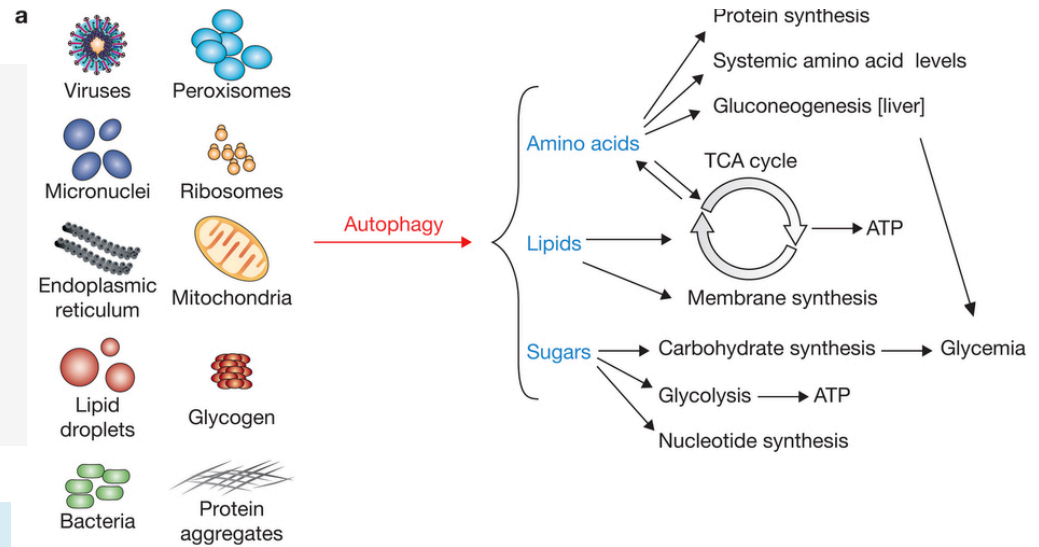 a
Viruses
Peroxisomes
Micronuclei
Ribosomes
Endoplasmic
reticulum
Mitochondria
Lipid
droplets
Glycogen
Bacteria
Protein
aggregates
Autophagy
Amino acids
Lipids
Sugars
Protein synthesis
Systemic amino acid levels
Gluconeogenesis [liver]
TCA cycle
ATP
Membrane synthesis
Carbohydrate synthesis
Glycemia
Glycolysis
ATP
Nucleotide synthesis